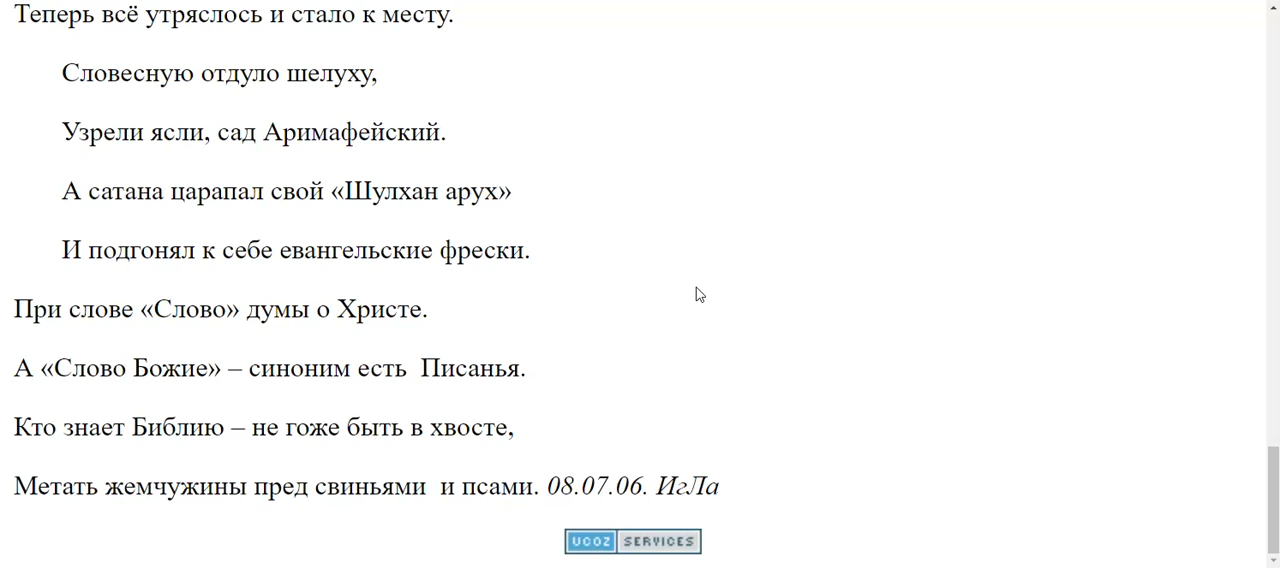 Теперь всё утряслось и стало к месту.
Словесную отдуло шелуху,
Узрели ясли, сад Аримафейский.
А сатана царапал свой «Шулхан арух»
И подгонял к себе евангельские фрески.
При слове «Слово» думы о Христе.
А «Слово Божие» – синоним есть  Писанья.
Кто знает Библию – не гоже быть в хвосте,
Метать жемчужины пред свиньями  и псами. 08.07.06. ИгЛа
UCOZ SERVICES